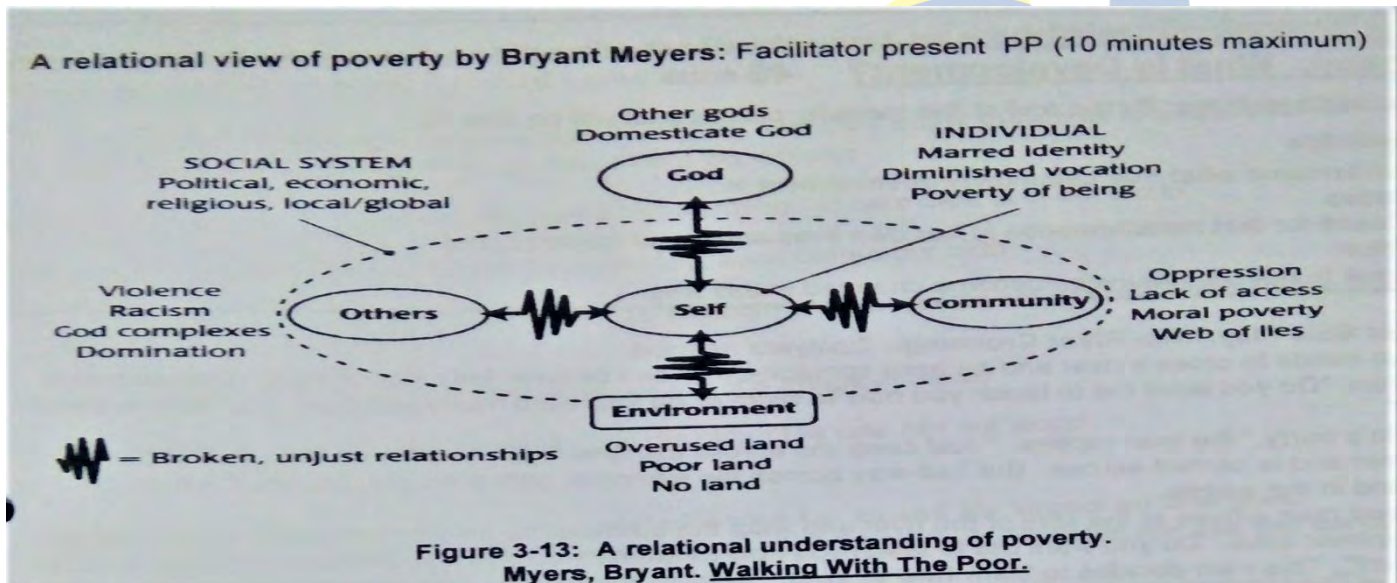 A relational view of poverty by Bryant Meyers: Facilitator present PP (10 minutes maximum)
Other gods
Domesticate God
God
SOCIAL SYSTEM
Political, economic,
religious, local/global
INDIVIDUAL
Marred identity
Diminished vocation
Poverty of being
Violence
Racism
God complexes
Domination
Others
Self
Community
Oppression
Lack of access
Moral poverty
Web of lies
Environment
Overused land
Poor land
No land
= Broken, unjust relationships
Figure 3-13: A relational understanding of poverty.
Myers, Bryant. Walking With The Poor.